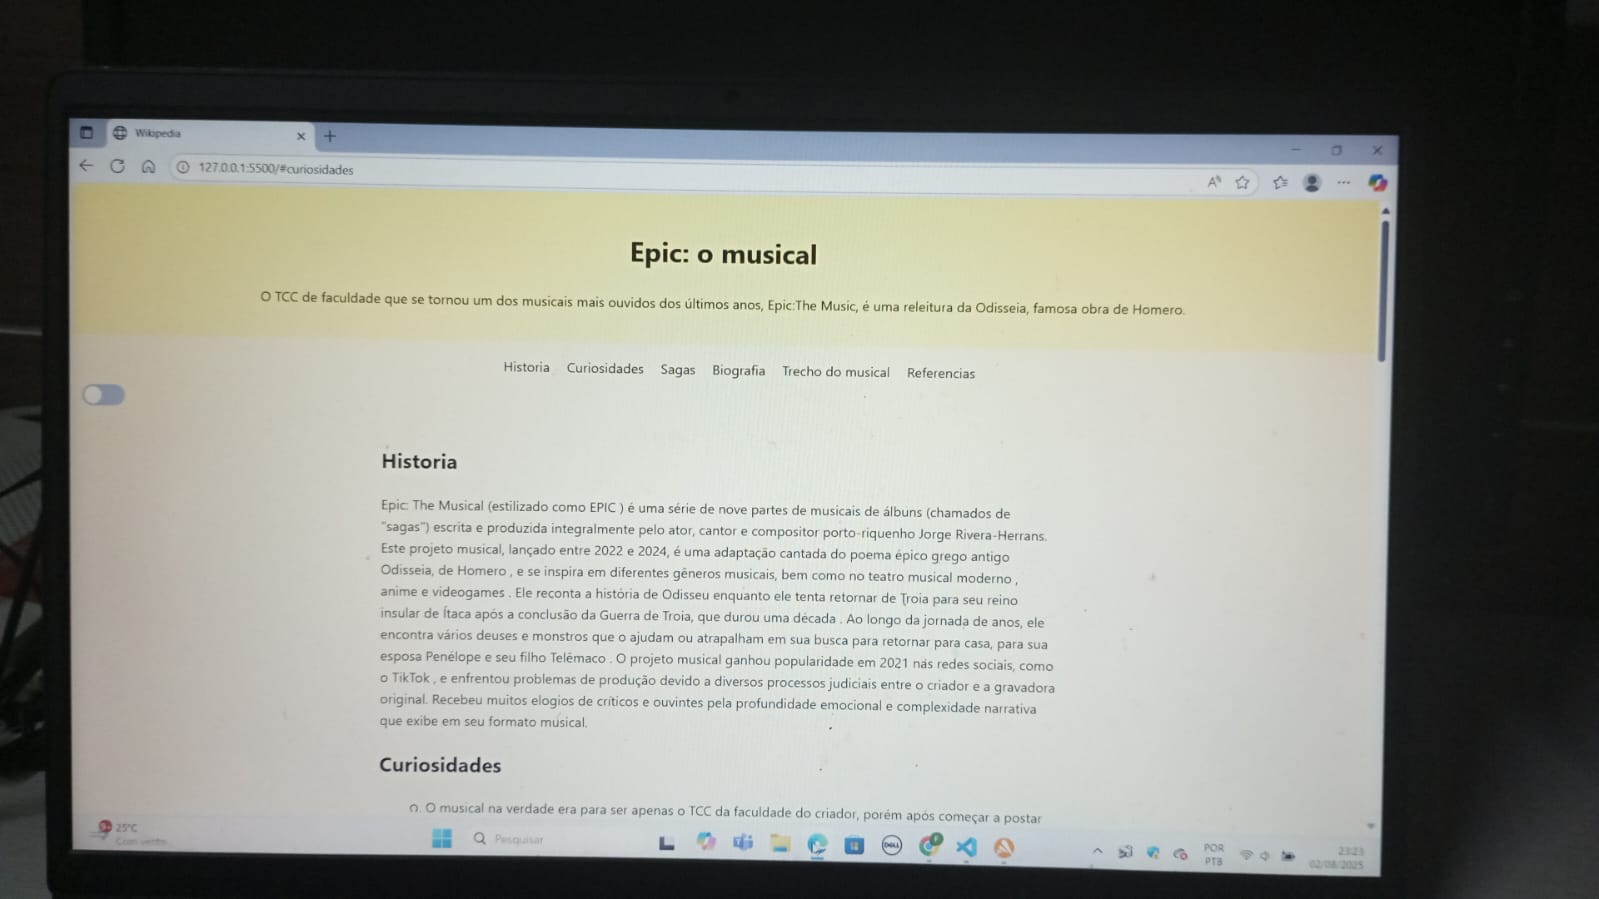 Wikipedia
127.0.0.1:5500/#curiosidades
Epic: o musical
O TCC de faculdade que se tornou um dos musicais mais ouvidos dos últimos anos, Epic:The Music, é uma releitura da Odisseia, famosa obra de Homero.
Historia Curiosidades Sagas Biografia Trecho do musical Referencias
Historia
Epic: The Musical (estilizado como EPIC ) é uma série de nove partes de musicais de álbuns (chamados de
"sagas") escrita e produzida integralmente pelo ator, cantor e compositor porto-riquenho Jorge Rivera-Herrans.
Este projeto musical, lançado entre 2022 e 2024, é uma adaptação cantada do poema épico grego antigo
Odisseia, de Homero , e se inspira em diferentes gêneros musicais, bem como no teatro musical moderno ,
anime e videogames . Ele reconta a história de Odisseu enquanto ele tenta retornar de Troia para seu reino
insular de Ítaca após a conclusão da Guerra de Troia, que durou uma década . Ao longo da jornada de anos, ele
encontra vários deuses e monstros que o ajudam ou atrapalham em sua busca para retornar para casa, para sua
esposa Penélope e seu filho Telêmaco . O projeto musical ganhou popularidade em 2021 nas redes sociais, como
o TikTok , e enfrentou problemas de produção devido a diversos processos judiciais entre o criador e a gravadora
original. Recebeu muitos elogios de críticos e ouvintes pela profundidade emocional e complexidade narrativa
que exibe em seu formato musical.
Curiosidades
O musical na verdade era para ser apenas o TCC da faculdade do criador, porém após começar a postar
25°C
Com vento
Pesquisar
DELL
POR
PTB
23:23
02/08/2025